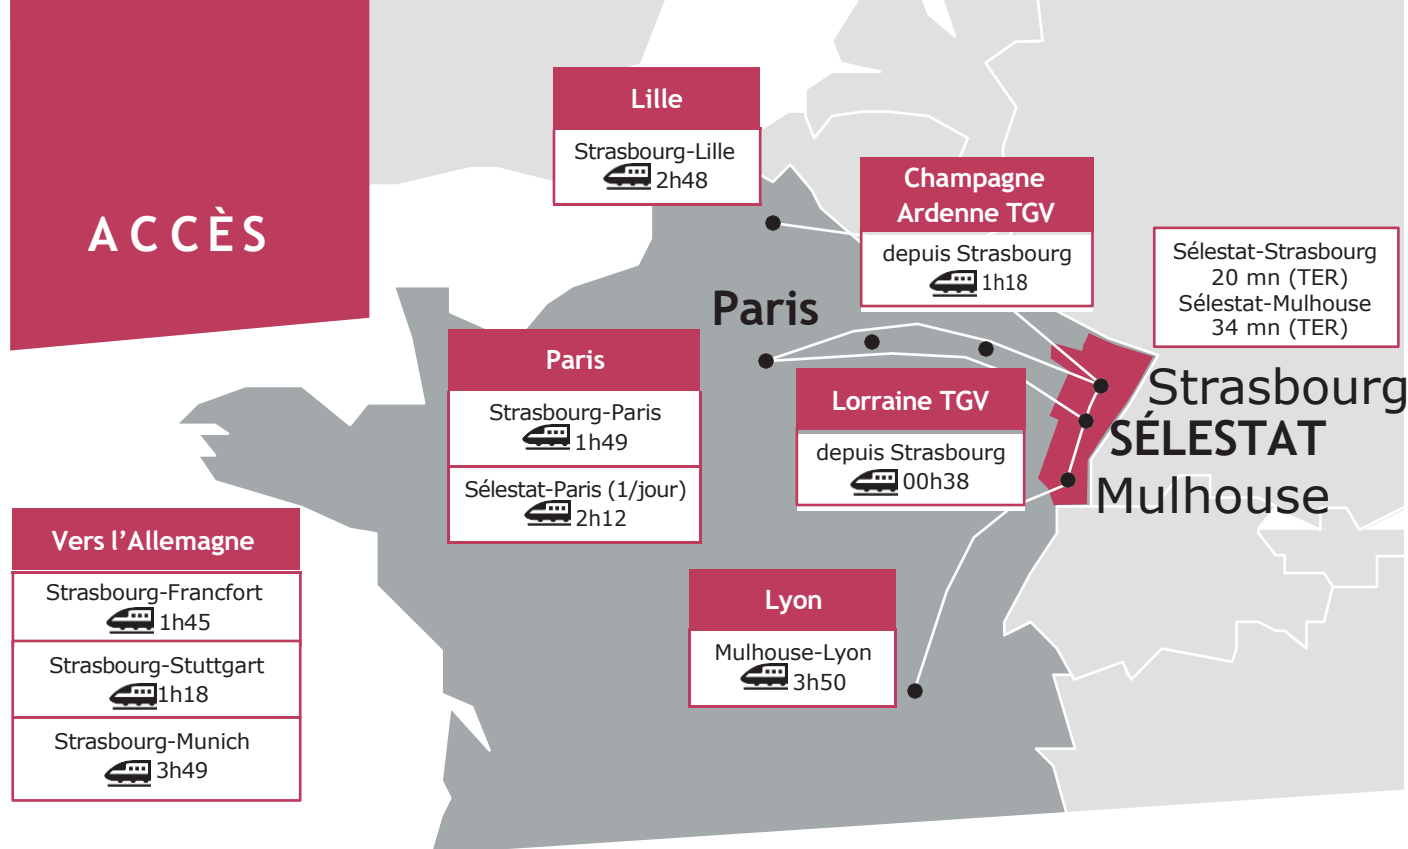 ACCÈS
Lille
Strasbourg-Lille
2h48
Champagne
Ardenne TGV
depuis Strasbourg
1h18
Sélestat-Strasbourg
20 mn (TER)
Sélestat-Mulhouse
34 mn (TER)
Paris
Paris
Strasbourg-Paris
1h49
Sélestat-Paris (1/jour)
2h12
Lorraine TGV
depuis Strasbourg
00h38
Strasbourg
SÉLESTAT
Mulhouse
Vers l’Allemagne
Strasbourg-Francfort
1h45
Strasbourg-Stuttgart
1h18
Strasbourg-Munich
3h49
Lyon
Mulhouse-Lyon
3h50